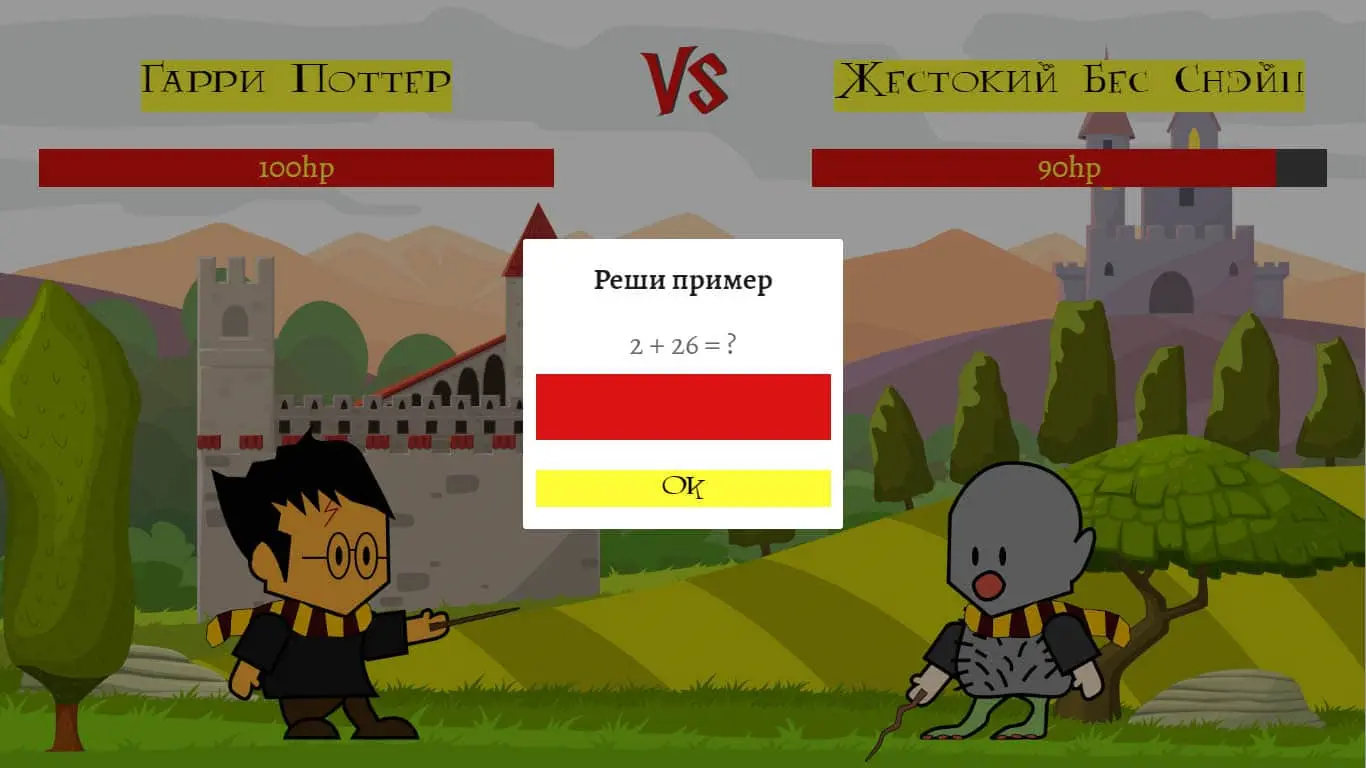 Гарри Поттер
VS
Жестокий Бес Снэйп
100hp
90hp
Реши пример
2 + 26 = ?
OK